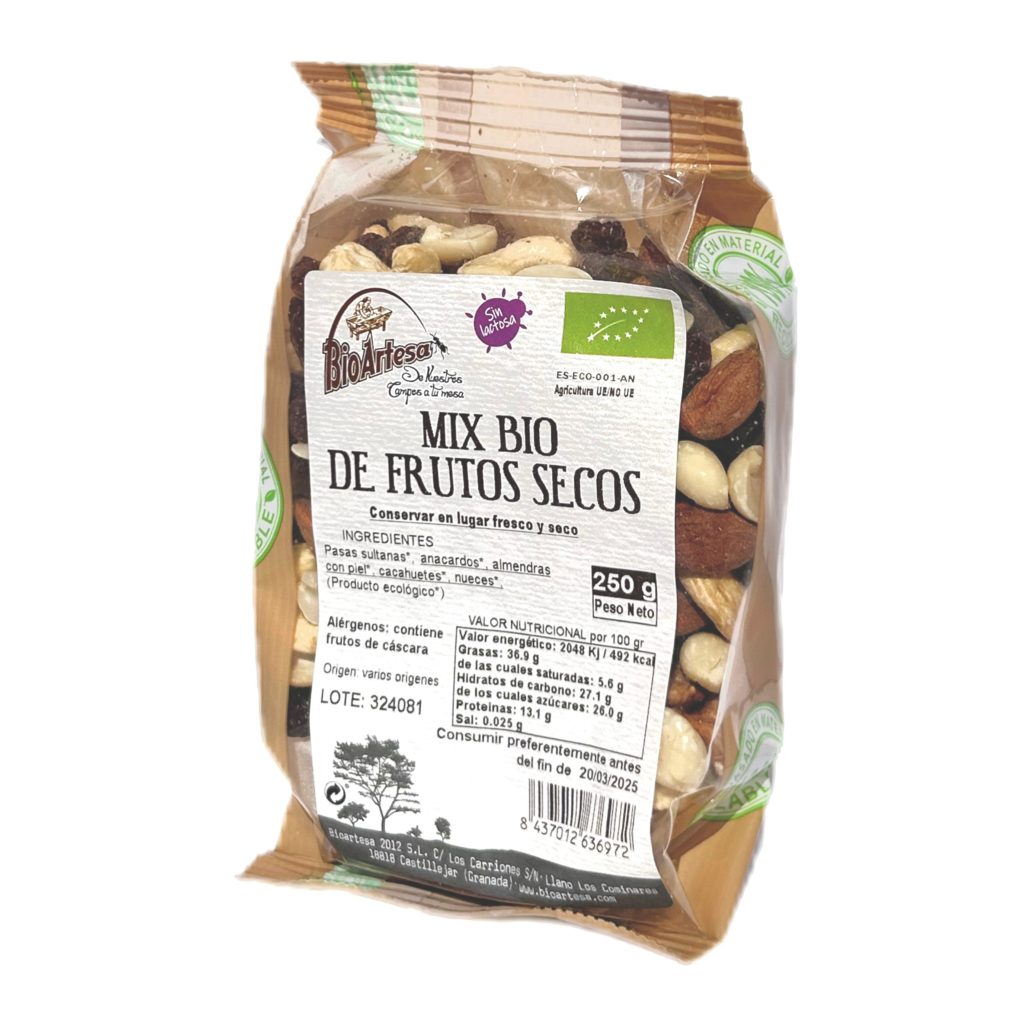 BioArtesa
De Nuestros
Campos a tu mesa
Sin
lactosa
ES-ECO-001-AN
Agricultura UE/NO UE
MIX BIO
DE FRUTOS SECOS
Conservar en lugar fresco y seco
INGREDIENTES
Pasas sultanas*, anacardos*, almendras
con piel*, cacahuetes*, nueces*,
(Producto ecológico*)
250 g
Peso Neto
Alérgenos: contiene
frutos de cáscara
Origen: varios origenes
LOTE: 324081
VALOR NUTRICIONAL por 100 gr
Valor energético: 2048 Kj / 492 kcal
Grasas: 36.9 g
de las cuales saturadas: 5.6 g
Hidratos de carbono: 27.1 g
de los cuales azúcares: 26.0 g
Proteinas: 13,1 g
Sal: 0.025 g
Consumir preferentemente antes
del fin de 20/03/2025
8 437012 636972
Bioartesa 2012 S.L. C/ Los Carriones S/N·Llano Los Cominares
18818 Castillejar (Granada)·www.bioartesa.com
EN MATERIAL